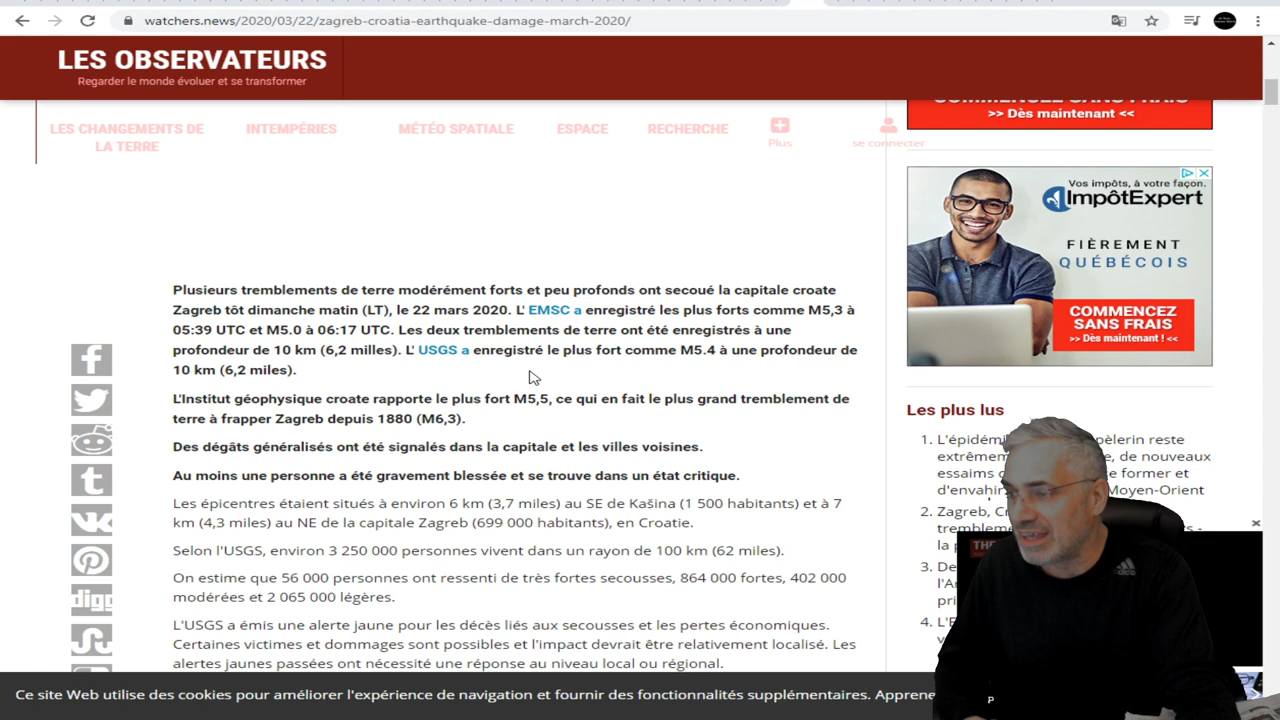 watchers.news/2020/03/22/zagreb-croatia-earthquake-damage-march-2020/
LES OBSERVATEURS
Regarder le monde évoluer et se transformer
LES CHANGEMENTS DE
LA TERRE
INTEMPÉRIES
MÉTÉO SPATIALE
ESPACE
RECHERCHE
Plus
se connecter
COMMENCEZ SANS FRAIS
>> Dès maintenant <<
Vos impôts, à votre façon.
ImpôtExpert
FIÈREMENT
QUÉBÉCOIS
COMMENCEZ
SANS FRAIS
>> Dès maintenant ! <<
Plusieurs tremblements de terre modérément forts et peu profonds ont secoué la capitale croate
Zagreb tôt dimanche matin (LT), le 22 mars 2020. L' EMSC a enregistré les plus forts comme M5,3 à
05:39 UTC et M5.0 à 06:17 UTC. Les deux tremblements de terre ont été enregistrés à une
profondeur de 10 km (6,2 milles). L' USGS a enregistré le plus fort comme M5.4 à une profondeur de
10 km (6,2 miles).
L'Institut géophysique croate rapporte le plus fort M5,5, ce qui en fait le plus grand tremblement de
terre à frapper Zagreb depuis 1880 (M6,3).
Des dégâts généralisés ont été signalés dans la capitale et les villes voisines.
Au moins une personne a été gravement blessée et se trouve dans un état critique.
Les épicentres étaient situés à environ 6 km (3,7 miles) au SE de Kašina (1 500 habitants) et à 7
km (4,3 miles) au NE de la capitale Zagreb (699 000 habitants), en Croatie.
Selon l'USGS, environ 3 250 000 personnes vivent dans un rayon de 100 km (62 miles).
On estime que 56 000 personnes ont ressenti de très fortes secousses, 864 000 fortes, 402 000
modérées et 2 065 000 légères.
L'USGS a émis une alerte jaune pour les décès liés aux secousses et les pertes économiques.
Certaines victimes et dommages sont possibles et l'impact devrait être relativement localisé. Les
alertes jaunes passées ont nécessité une réponse au niveau local ou régional.
digg
Les plus lus
1. L'épidémi pèlerin reste
extrêmem de nouveaux
essaims former et
d'envahi Moyen-Orient
2. Zagreb, Cr
tremblem
la p
3. De
l'Ar
pri
4. L'E
THE
adidas
Ce site Web utilise des cookies pour améliorer l'expérience de navigation et fournir des fonctionnalités supplémentaires. Apprene
P